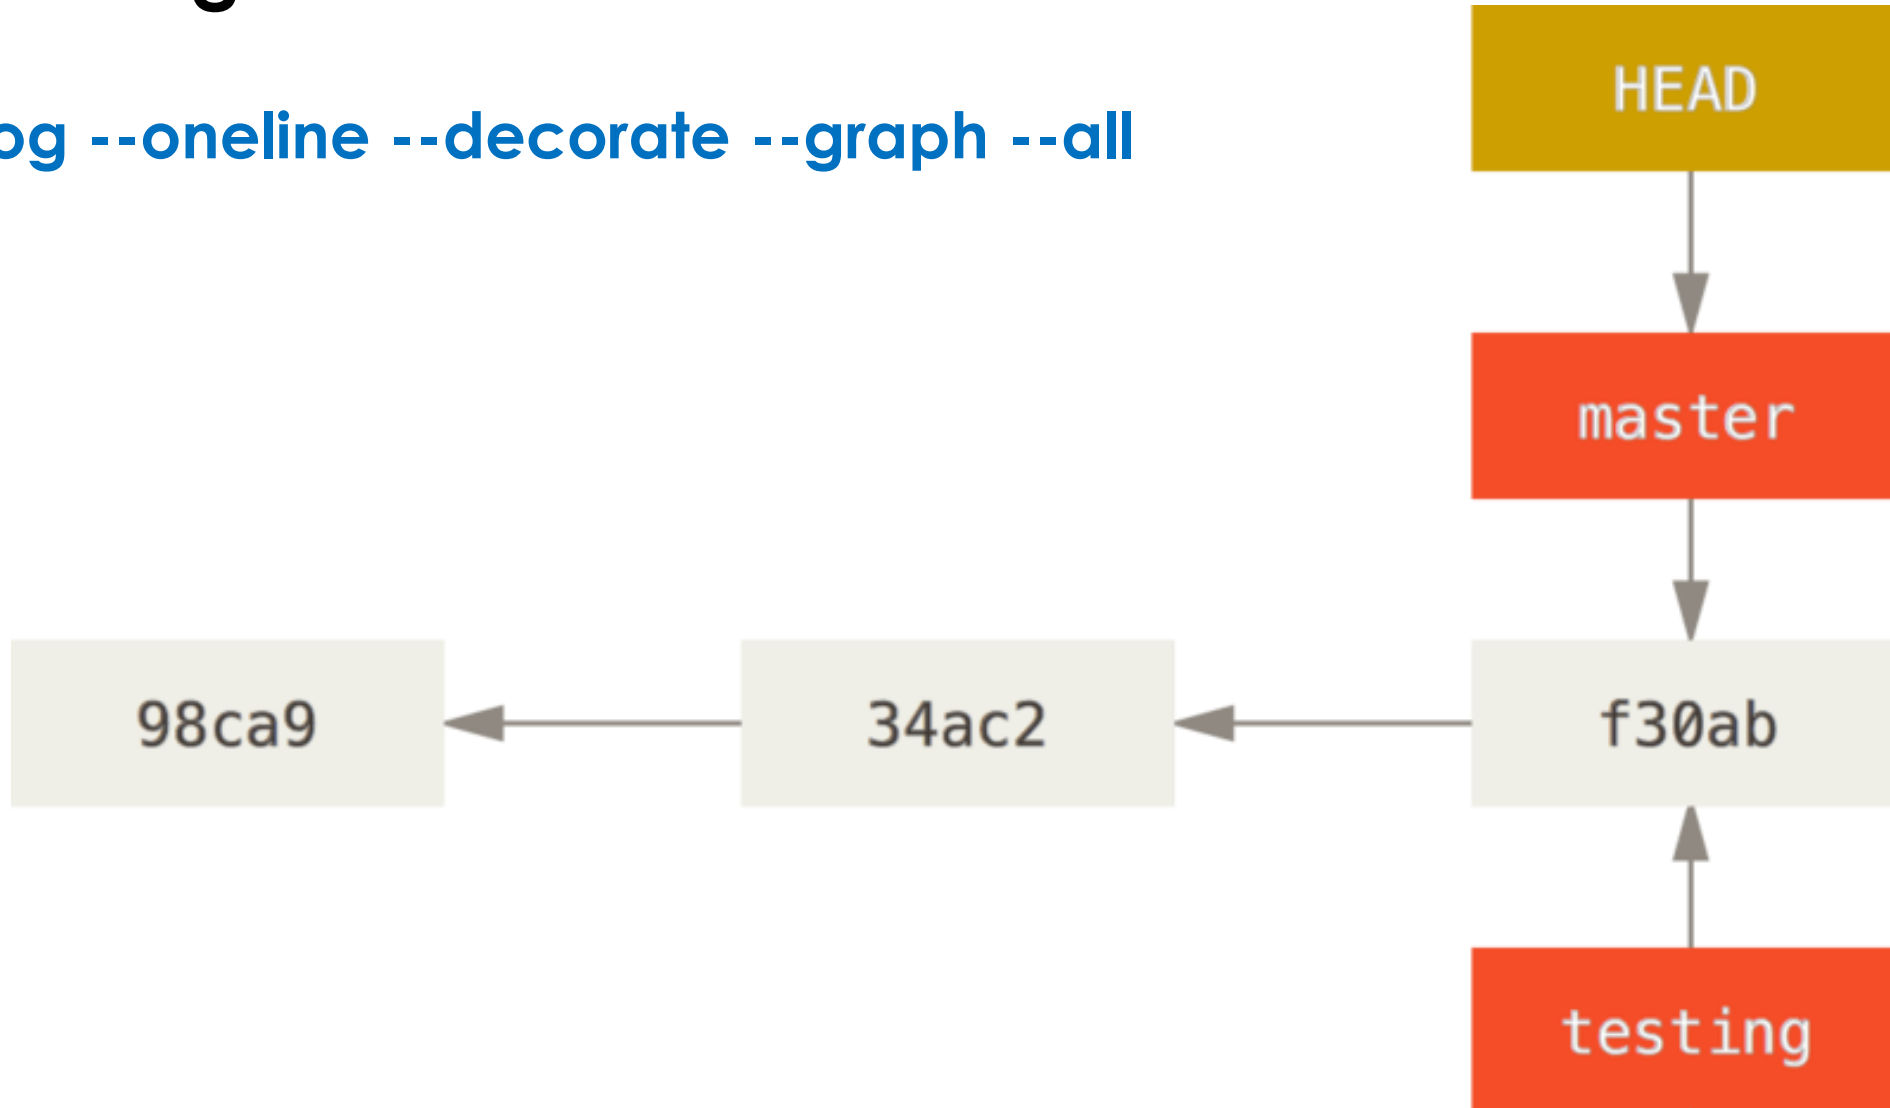 og --oneline --decorate --graph --all
HEAD
master
98ca9 34ac2 f30ab
testing